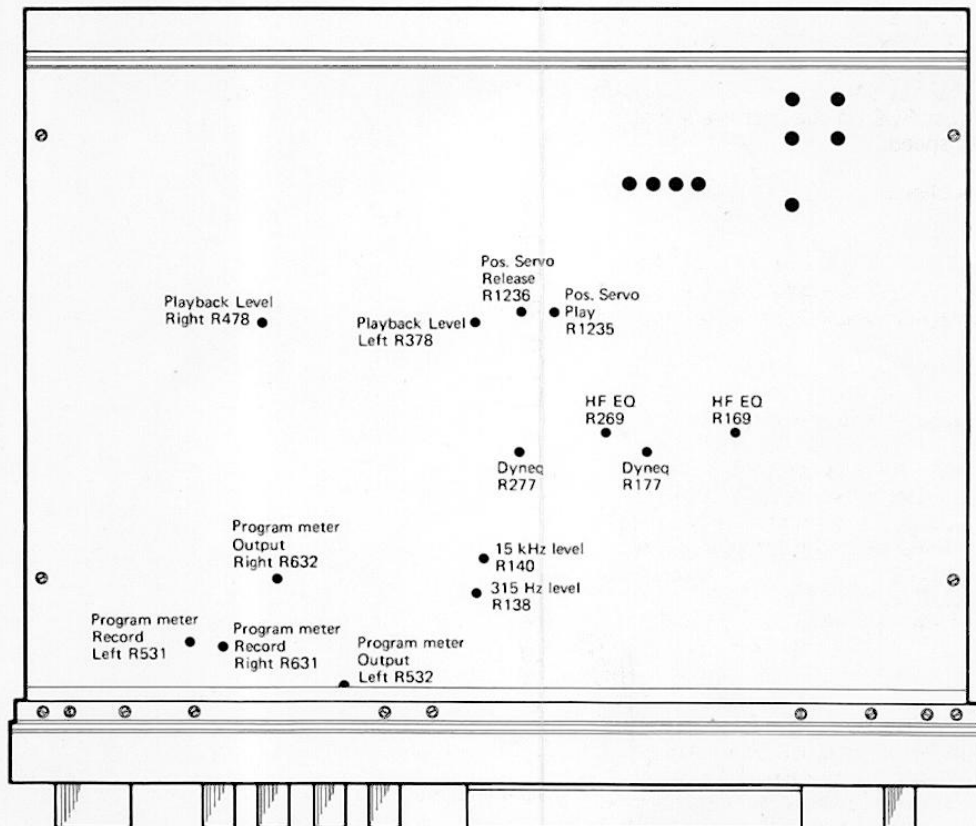 speed.
Pos. Servo
Release
R1236
Pos. Servo
Play
R1235
Playback Level
Right R478
Playback Level
Left R378
HF EQ
R269
HF EQ
R169
Dyneq
R277
Dyneq
R177
Program meter
Output
Right R632
15 kHz level
R140
315 Hz level
R138
Program meter
Record
Left R531
Program meter
Record
Right R631
Program meter
Output
Left R532